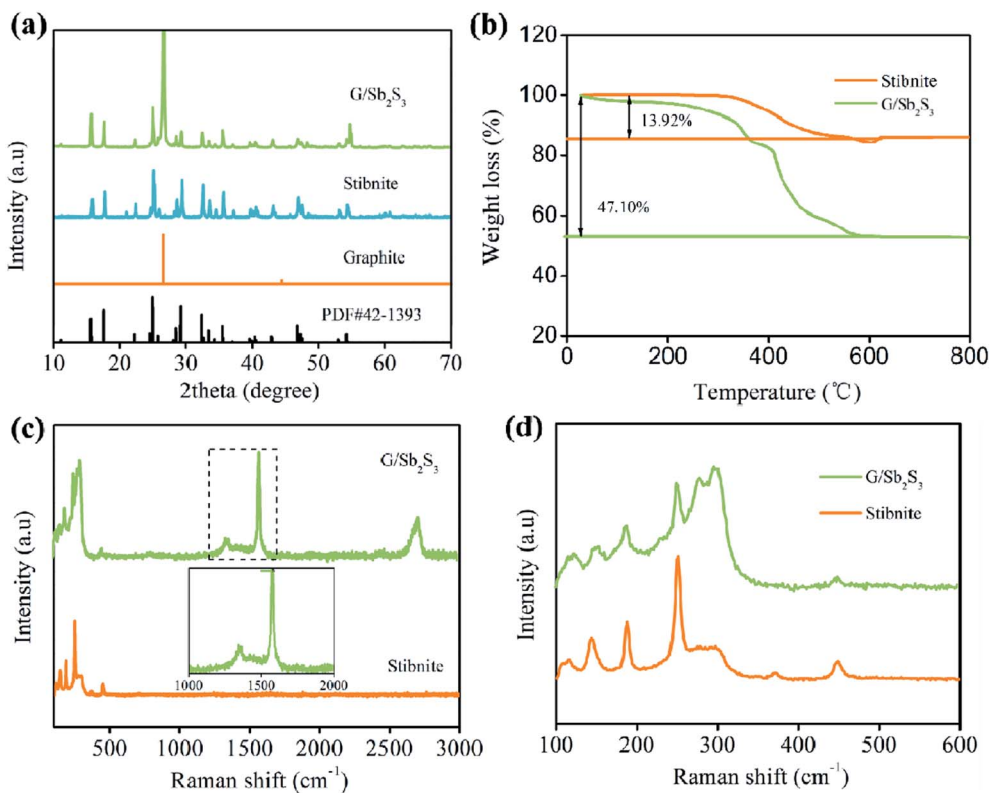 (a)
G/Sb₂S₃
Stibnite
Graphite
PDF#42-1393
Intensity (a.u)
10 20 30 40 50 60 70
2theta (degree)
(b)
120
100
80
60
40
20
Weight loss (%)
Stibnite
G/Sb₂S₃
13.92%
47.10%
0 200 400 600 800
Temperature (℃)
(c)
G/Sb₂S₃
Stibnite
Intensity (a.u)
1000 1500 2000
500 1000 1500 2000 2500 3000
Raman shift (cm⁻¹)
(d)
G/Sb₂S₃
Stibnite
Intensity (a.u)
100 200 300 400 500 600
Raman shift (cm⁻¹)